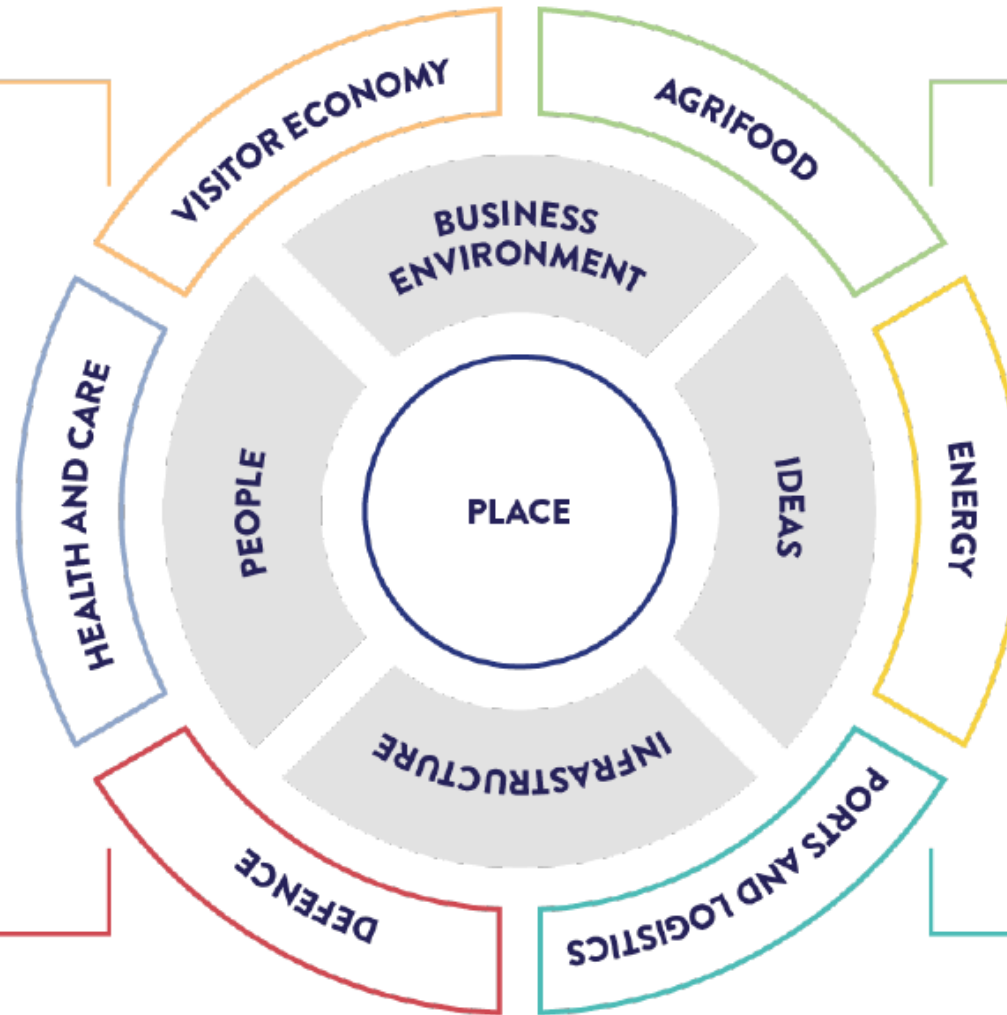 VISITOR ECONOMY
AGRIFOOD
BUSINESS
ENVIRONMENT
HEALTH AND CARE
PEOPLE
PLACE
IDEAS
ENERGY
INFRASTRUCTURE
DEFENCE
PORTS AND LOGISTICS